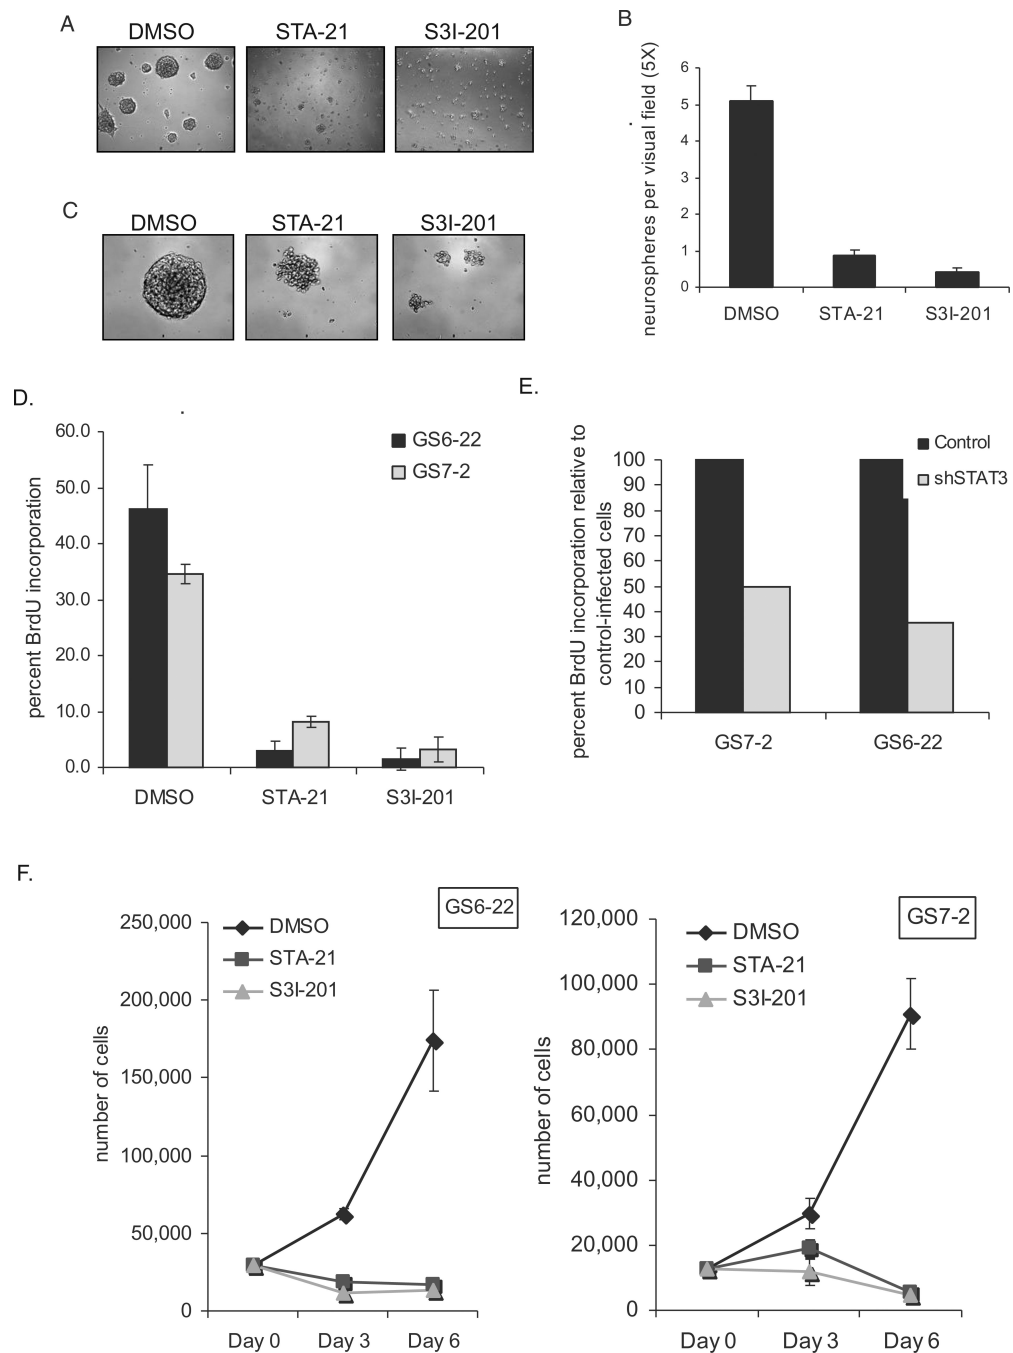 A
DMSO STA-21 S3I-201
B
neurospheres per visual field (5X)
6
5
4
3
2
1
0
DMSO STA-21 S3I-201
C
DMSO STA-21 S3I-201
D.
percent BrdU incorporation
60.0
50.0
40.0
30.0
20.0
10.0
0.0
GS6-22
GS7-2
DMSO STA-21 S3I-201
E.
percent BrdU incorporation relative to
control-infected cells
100
90
80
100
60
50
40
30
20
10
0
Control
shSTAT3
GS7-2 GS6-22
F.
GS6-22
number of cells
250,000
200,000
150,000
100,000
50,000
0
DMSO
STA-21
S3I-201
Day 0 Day 3 Day 6
GS7-2
number of cells
120,000
100,000
80,000
60,000
40,000
20,000
0
DMSO
STA-21
S3I-201
Day 0 Day 3 Day 6